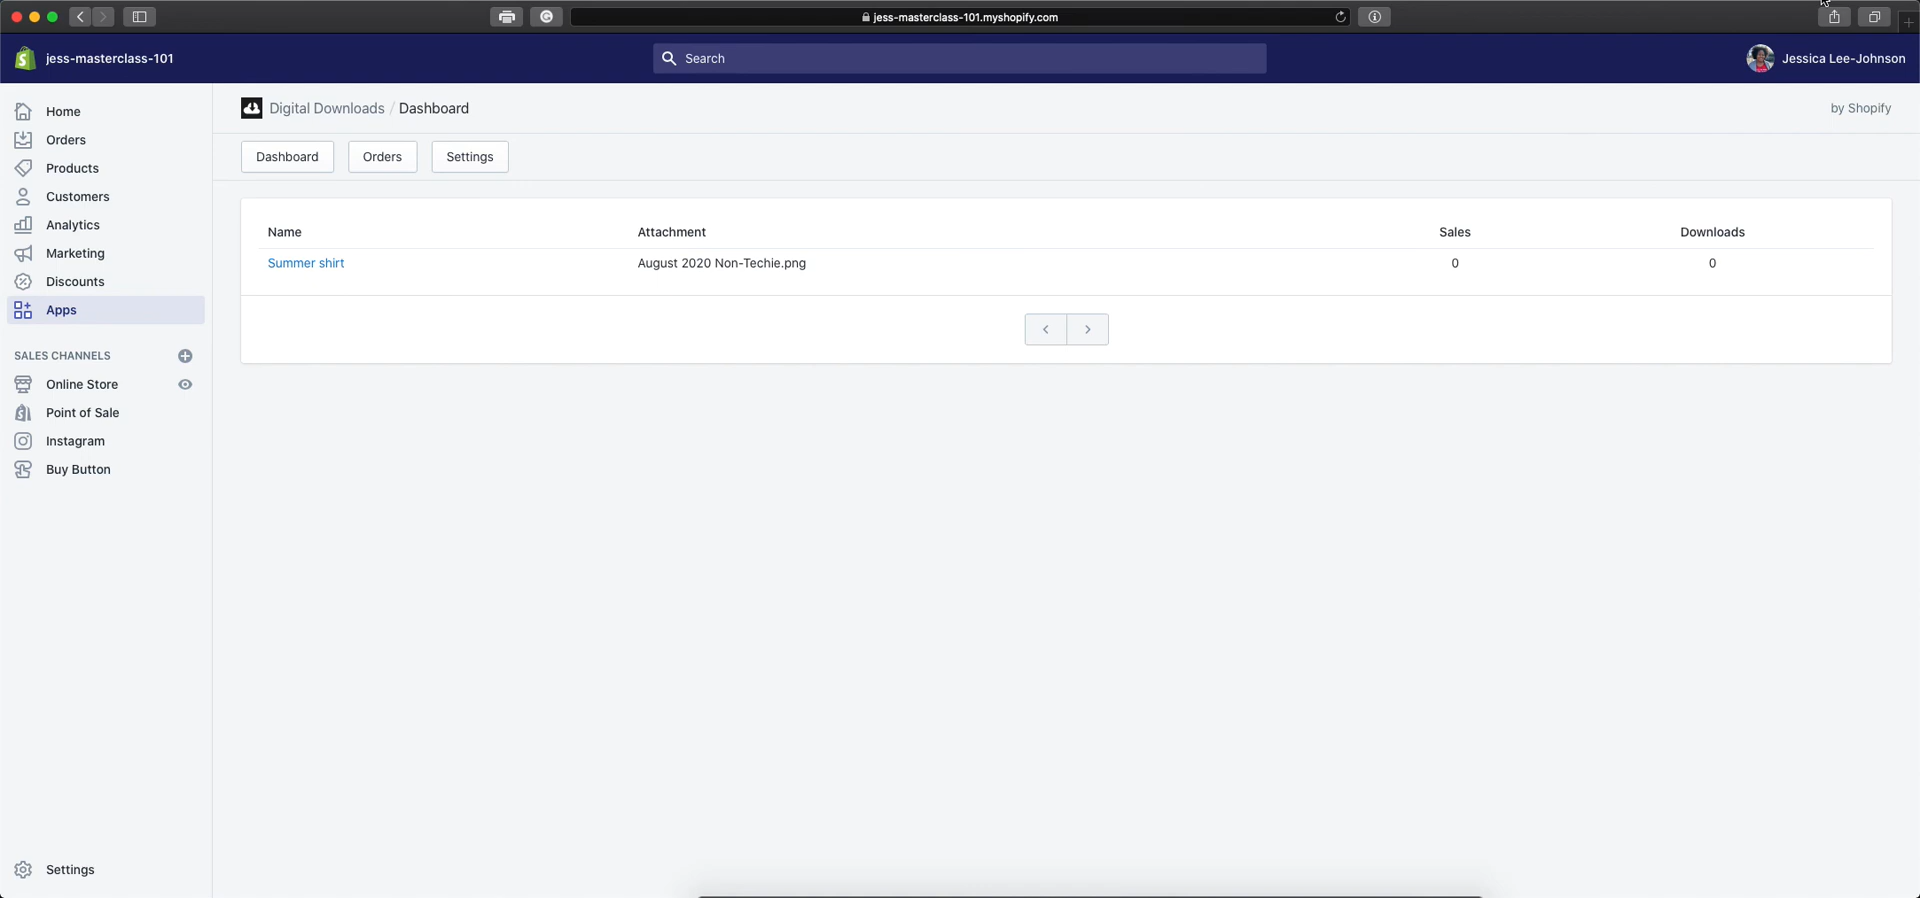 jess-masterclass-101.myshopify.com
jess-masterclass-101
Search
Jessica Lee-Johnson
Home
Orders
Products
Customers
Analytics
Marketing
Discounts
Apps
SALES CHANNELS
Online Store
Point of Sale
Instagram
Buy Button
Settings
Digital Downloads / Dashboard
by Shopify
Dashboard Orders Settings
Name Attachment Sales Downloads
Summer shirt August 2020 Non-Techie.png 0 0